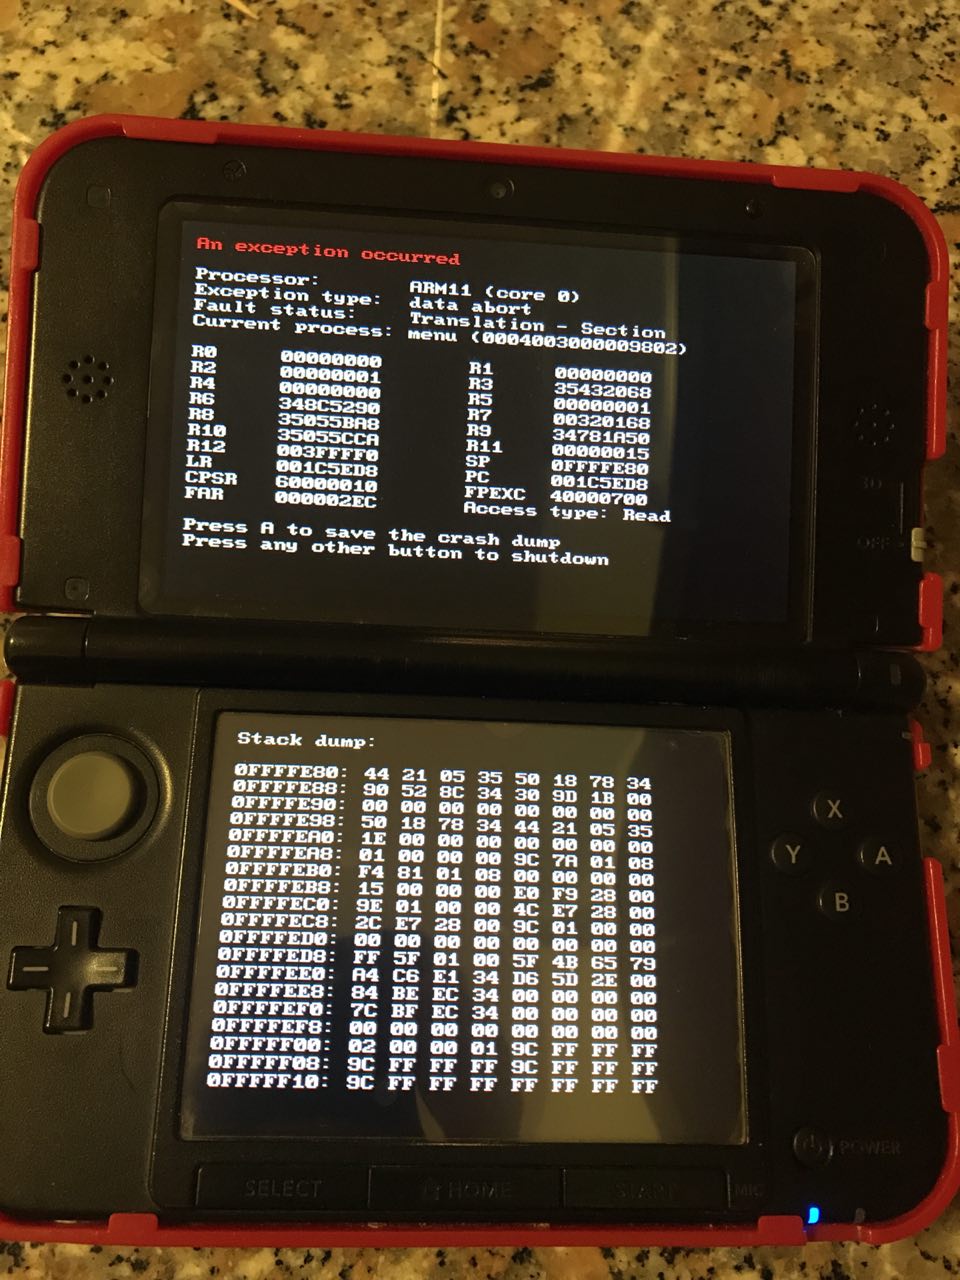 An exception occurred
Processor: ARM11 (core 0)
Exception type: data abort
Fault status: Translation - Section
Current process: menu (0004003000009802)
R0 00000000 R1 00000000
R2 00000001 R3 35432068
R4 00000000 R5 00000001
R6 348C5290 R7 00320168
R8 35055BA8 R9 34781A50
R10 35055CCA R11 00000015
R12 003FFFF0 SP 0FFFFE80
LR 001C5ED8 PC 001C5ED8
CPSR 60000010 FPEXC 40000700
FAR 000002EC Access type: Read
Press A to save the crash dump
Press any other button to shutdown
3D
OFF
Stack dump:
0FFFFE80: 44 21 05 35 50 18 78 34
0FFFFE88: 90 52 8C 34 30 9D 1B 00
0FFFFE90: 00 00 00 00 00 00 00 00
0FFFFE98: 50 18 78 34 44 21 05 35
0FFFFEA0: 1E 00 00 00 00 00 00 00
0FFFFEA8: 01 00 00 00 9C 7A 01 08
0FFFFEB0: F4 81 01 08 00 00 00 00
0FFFFEB8: 15 00 00 00 E0 F9 28 00
0FFFFEC0: 9E 01 00 00 4C E7 28 00
0FFFFEC8: 2C E7 28 00 9C 01 00 00
0FFFFED0: 00 00 00 00 00 00 00 00
0FFFFED8: FF 5F 01 00 5F 4B 65 79
0FFFFEE0: A4 C6 E1 34 D6 5D 2E 00
0FFFFEE8: 84 BE EC 34 00 00 00 00
0FFFFEF0: 7C BF EC 34 00 00 00 00
0FFFFEF8: 00 00 00 00 00 00 00 00
0FFFFF00: 02 00 00 01 9C FF FF FF
0FFFFF08: 9C FF FF FF 9C FF FF FF
0FFFFF10: 9C FF FF FF FF FF FF FF
X
Y A
B
POWER
SELECT HOME START MIC